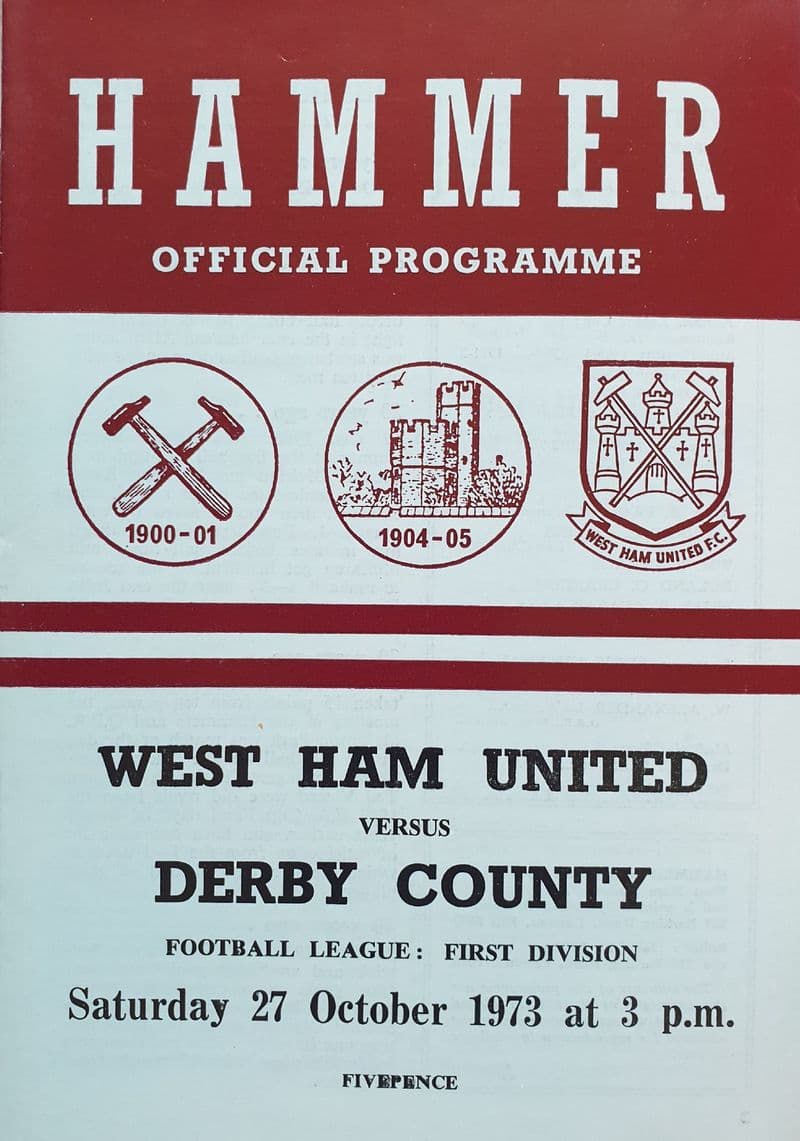 HAMMER
OFFICIAL PROGRAMME
1900-01
1904-05
WEST HAM UNITED F.C.
WEST HAM UNITED
VERSUS
DERBY COUNTY
FOOTBALL LEAGUE: FIRST DIVISION
Saturday 27 October 1973 at 3 p.m.
FIVEPENCE